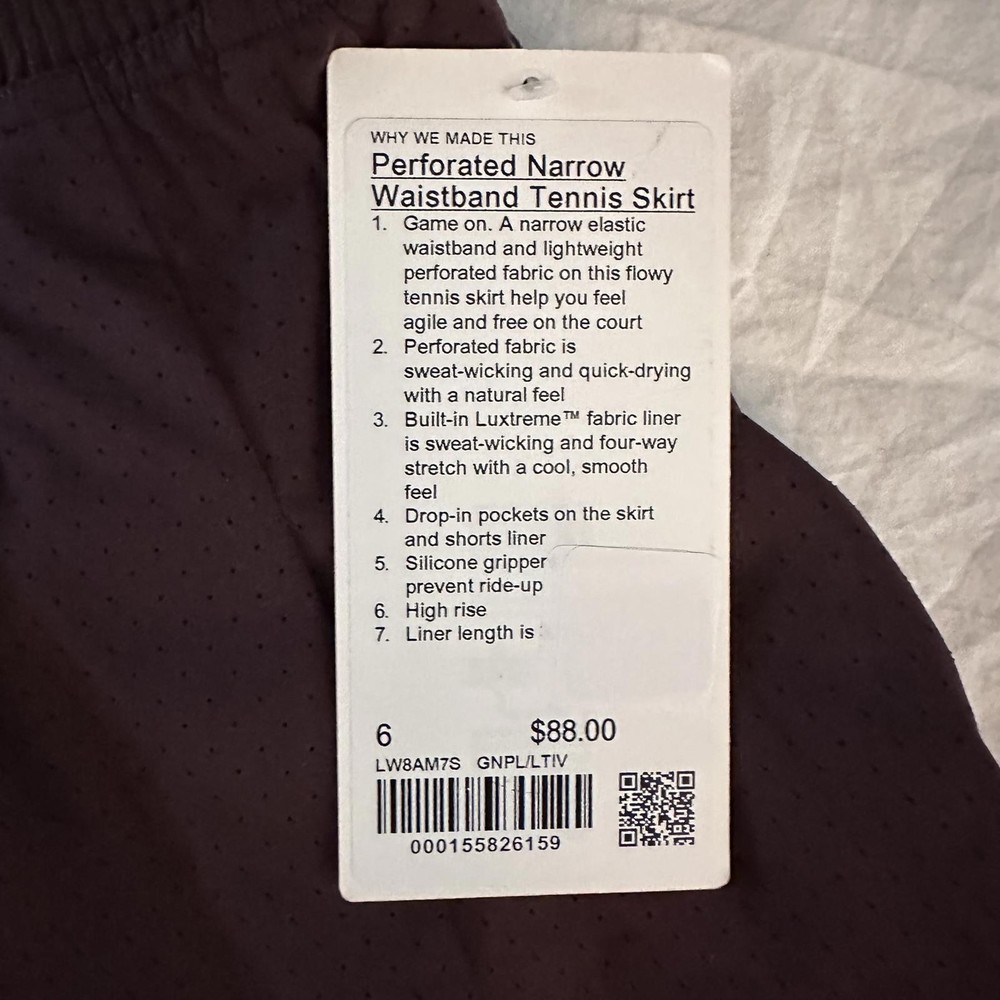 WHY WE MADE THIS
Perforated Narrow
Waistband Tennis Skirt
1. Game on. A narrow elastic
waistband and lightweight
perforated fabric on this flowy
tennis skirt help you feel
agile and free on the court
2. Perforated fabric is
sweat-wicking and quick-drying
with a natural feel
3. Built-in Luxtreme™ fabric liner
is sweat-wicking and four-way
stretch with a cool, smooth
feel
4. Drop-in pockets on the skirt
and shorts liner
5. Silicone gripper
prevent ride-up
6. High rise
7. Liner length is
6 $88.00
LW8AM7S GNPL/LTIV
000155826159